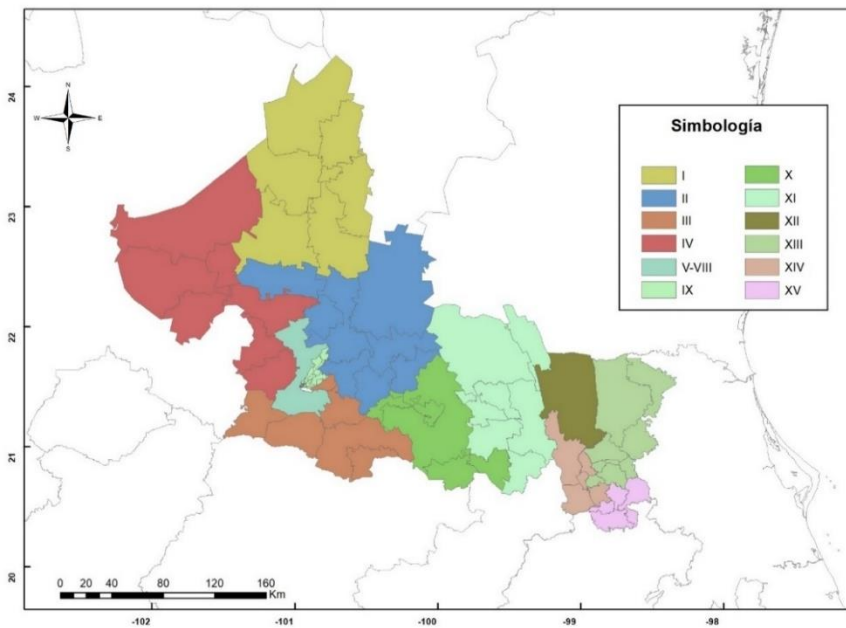 24
23
22
21
20
N
W E
S
Simbología
I
II
III
IV
V-VIII
IX
X
XI
XII
XIII
XIV
XV
0 20 40 80 120 160
Km
-102 -101 -100 -99 -98